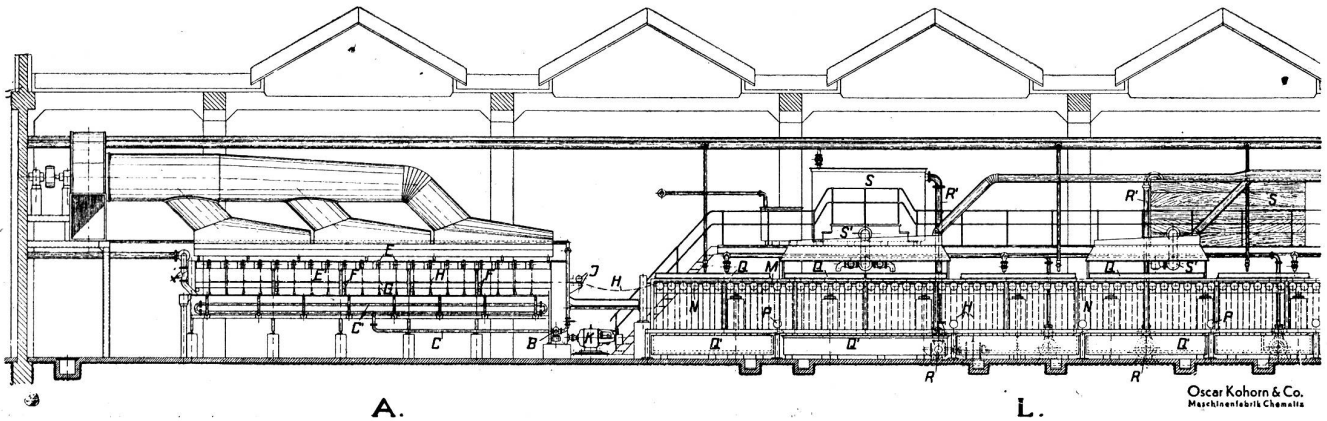 S
R'
R'
S
S'
S'
E
E'
F
H'
F
G
J
H
Q
M
Q
Q
C'
N
P
H
N
P
C'
B
K
Q'
Q'
Q'
R
R
A.
L.
Oscar Kohorn & Co.
Maschinenfabrik Chemnitz